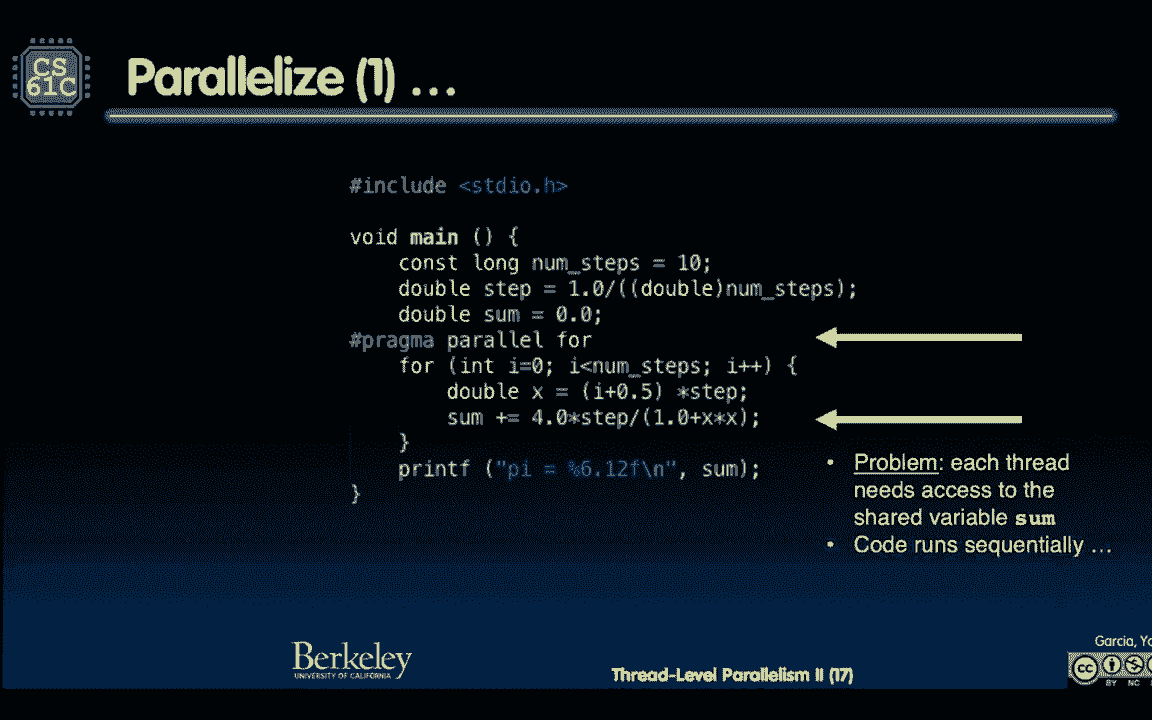 CS
61C
Parallelize (1) …
#include <stdio.h>
void main () {
const long num_steps = 10;
double step = 1.0/((double)num_steps);
double sum = 0.0;
#pragma parallel for
for (int i=0; i<num_steps; i++) {
double x = (i+0.5) *step;
sum += 4.0*step/(1.0+x*x);
}
printf ("pi = %6.12f\n", sum);
}
• Problem: each thread
needs access to the
shared variable sum
• Code runs sequentially …
Berkeley
UNIVERSITY OF CALIFORNIA
Thread-Level Parallelism II (17)
Garcia,
cc
BY NC